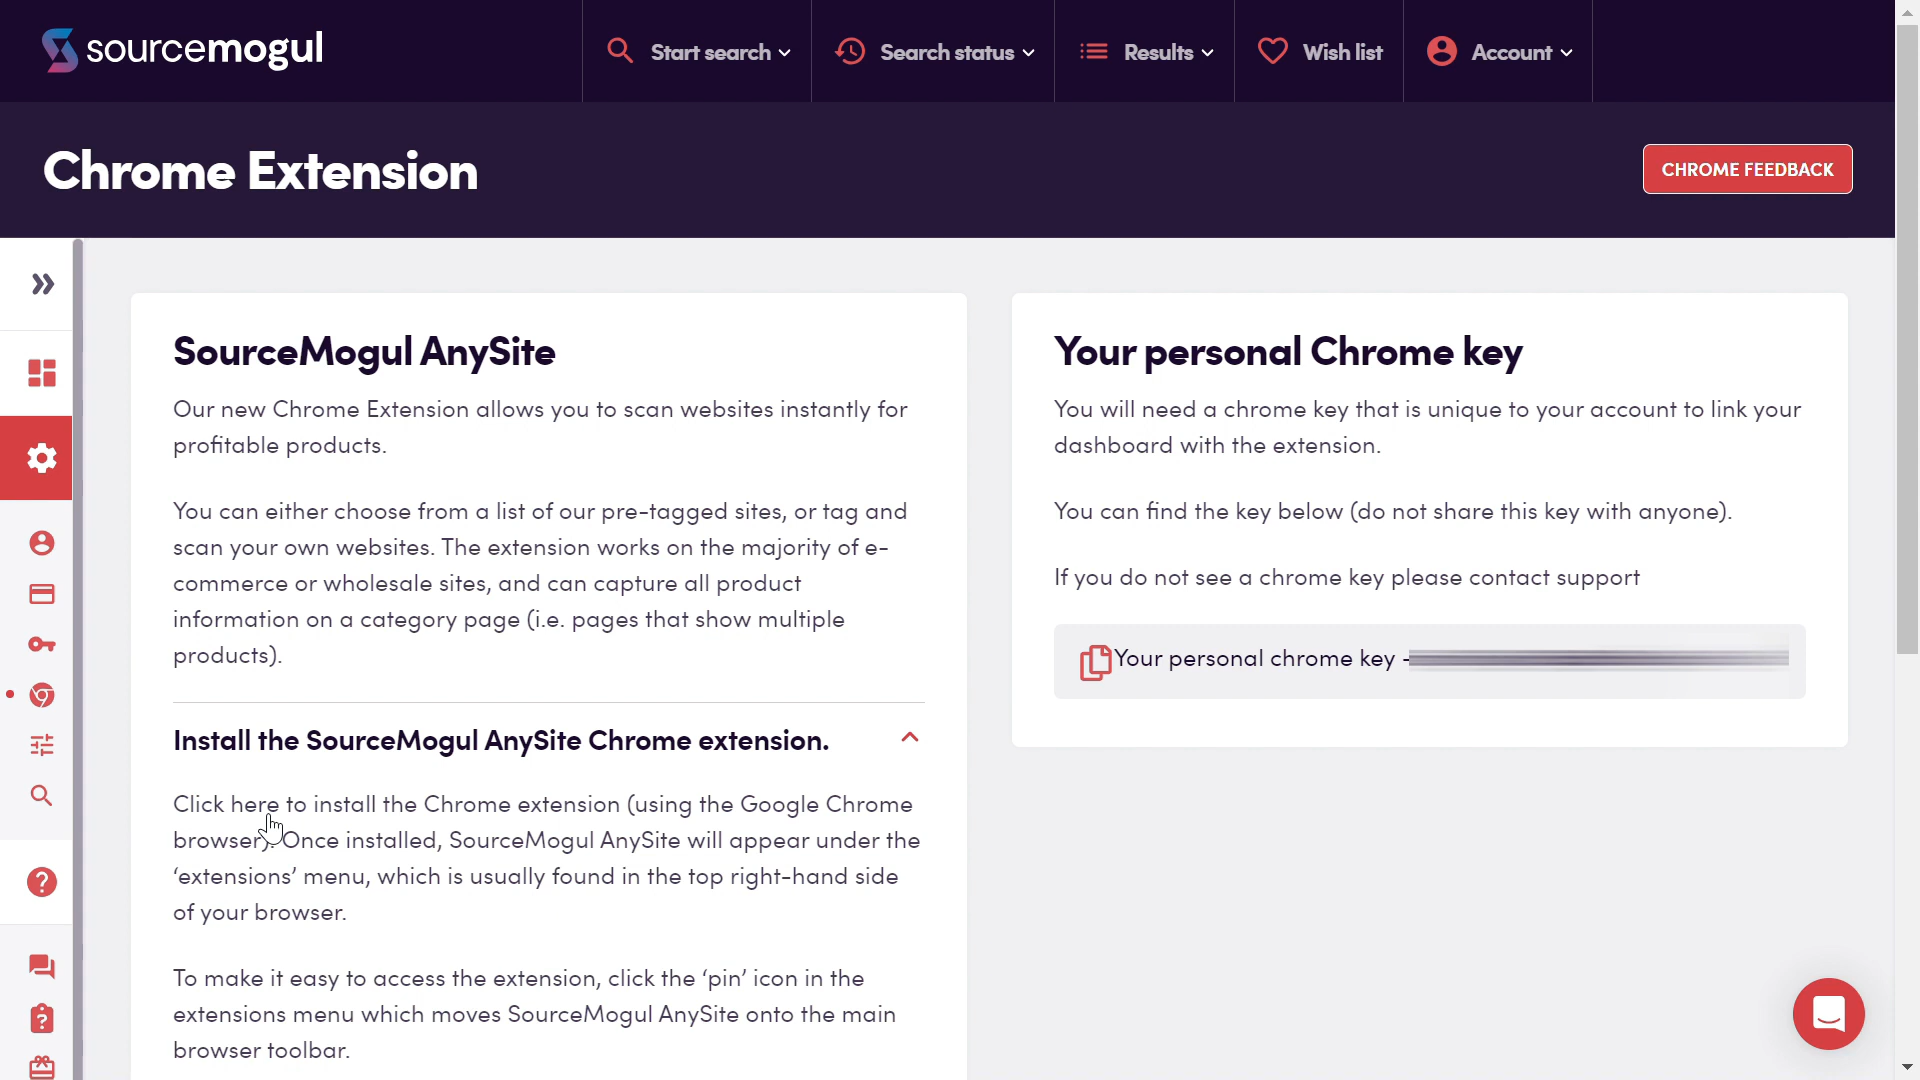 sourcemogul
Start search
Search status
Results
Wish list
Account
Chrome Extension
CHROME FEEDBACK
SourceMogul AnySite
Our new Chrome Extension allows you to scan websites instantly for
profitable products.
You can either choose from a list of our pre-tagged sites, or tag and
scan your own websites. The extension works on the majority of e-
commerce or wholesale sites, and can capture all product
information on a category page (i.e. pages that show multiple
products).
Install the SourceMogul AnySite Chrome extension.
Click here to install the Chrome extension (using the Google Chrome
browser). Once installed, SourceMogul AnySite will appear under the
‘extensions’ menu, which is usually found in the top right-hand side
of your browser.
To make it easy to access the extension, click the ‘pin’ icon in the
extensions menu which moves SourceMogul AnySite onto the main
browser toolbar.
Your personal Chrome key
You will need a chrome key that is unique to your account to link your
dashboard with the extension.
You can find the key below (do not share this key with anyone).
If you do not see a chrome key please contact support
Your personal chrome key -